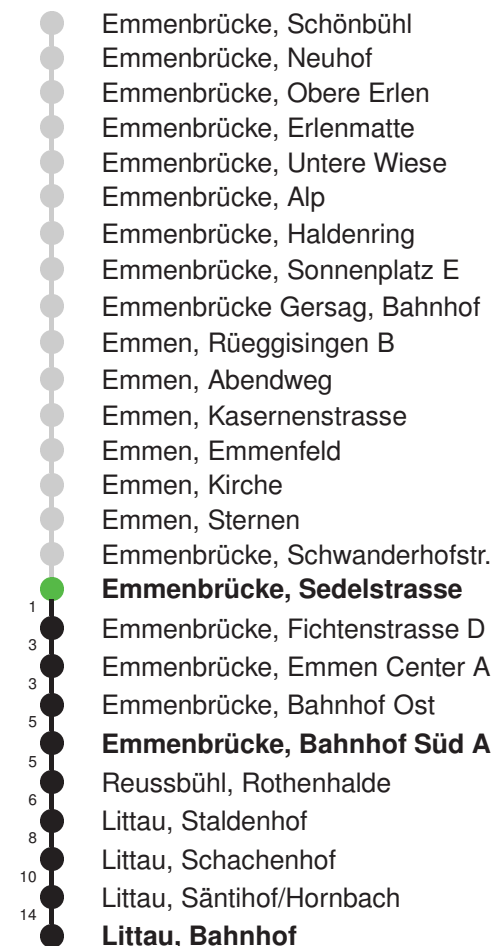 Emmenbrücke, Schönbühl
Emmenbrücke, Neuhof
Emmenbrücke, Obere Erlen
Emmenbrücke, Erlenmatte
Emmenbrücke, Untere Wiese
Emmenbrücke, Alp
Emmenbrücke, Haldenring
Emmenbrücke, Sonnenplatz E
Emmenbrücke Gersag, Bahnhof
Emmen, Rüeggisingen B
Emmen, Abendweg
Emmen, Kasernenstrasse
Emmen, Emmenfeld
Emmen, Kirche
Emmen, Sternen
Emmenbrücke, Schwanderhofstr.
Emmenbrücke, Sedelstrasse
1
Emmenbrücke, Fichtenstrasse D
3
Emmenbrücke, Emmen Center A
3
Emmenbrücke, Bahnhof Ost
5
Emmenbrücke, Bahnhof Süd A
5
Reussbühl, Rothenhalde
6
Littau, Staldenhof
8
Littau, Schachenhof
10
Littau, Säntihof/Hornbach
14
Littau, Bahnhof